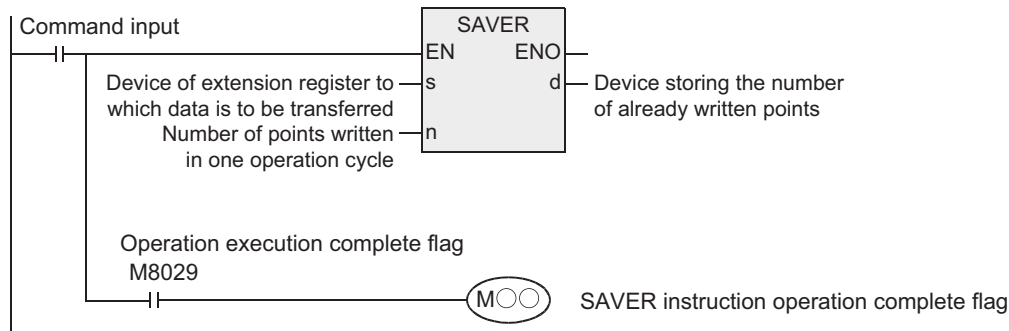 Command input
SAVER
EN ENO
Device of extension register to
which data is to be transferred
s d
Device storing the number
of already written points
Number of points written
in one operation cycle
n
Operation execution complete flag
M8029
M○○
SAVER instruction operation complete flag